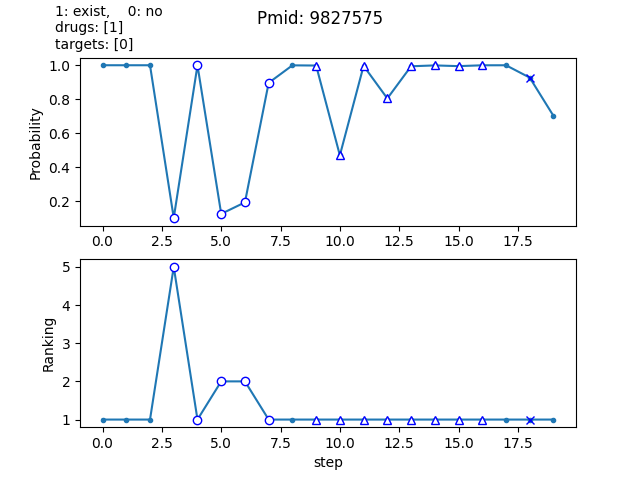 1: exist,    0: no
drugs: [1]
targets: [0]
Pmid: 9827575
1.0
0.8
0.6
0.4
0.2
Probability
0.0 2.5 5.0 7.5 10.0 12.5 15.0 17.5
5
4
3
2
1
Ranking
0.0 2.5 5.0 7.5 10.0 12.5 15.0 17.5
step